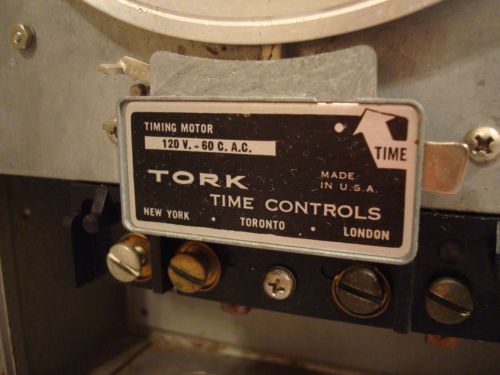 TIMING MOTOR
120 V. - 60 C. A.C.
TIME
MADE
IN U.S.A.
TORK
TIME CONTROLS
NEW YORK • TORONTO • LONDON